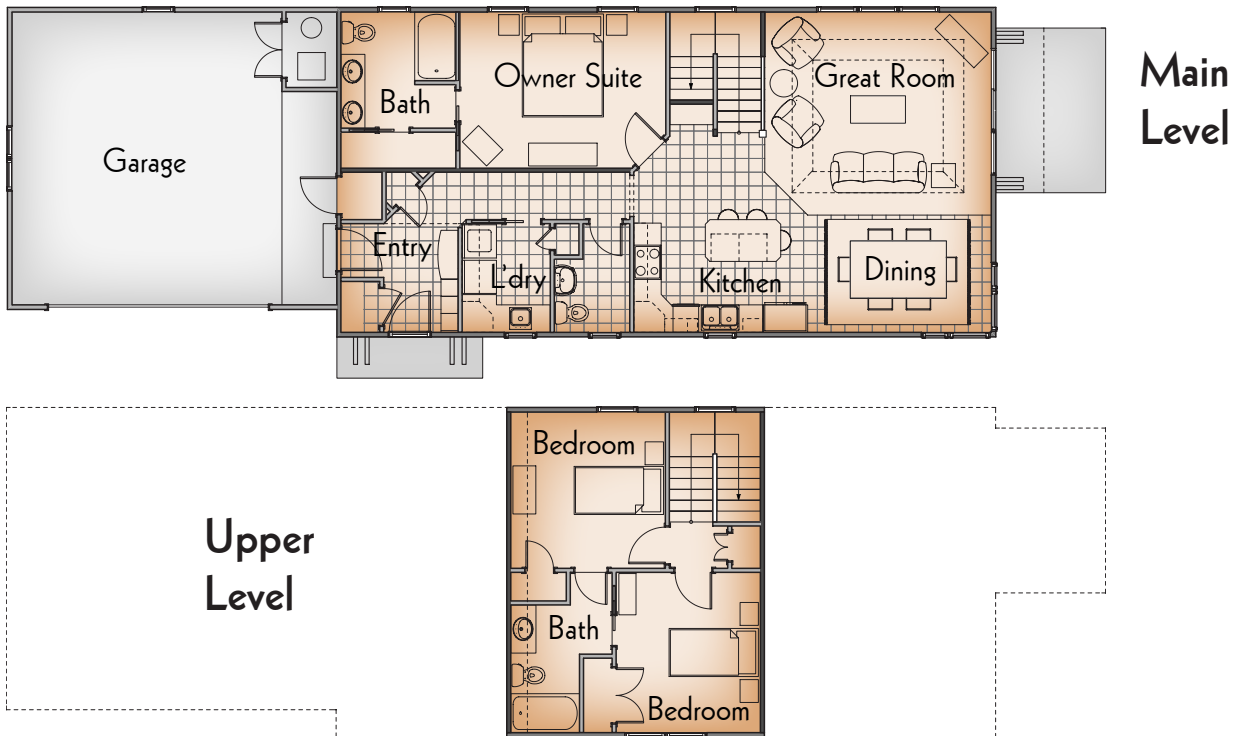 Main
Level
Owner Suite
Great Room
Bath
Garage
Entry
L'dry
Kitchen
Dining
Upper
Level
Bedroom
Bath
Bedroom